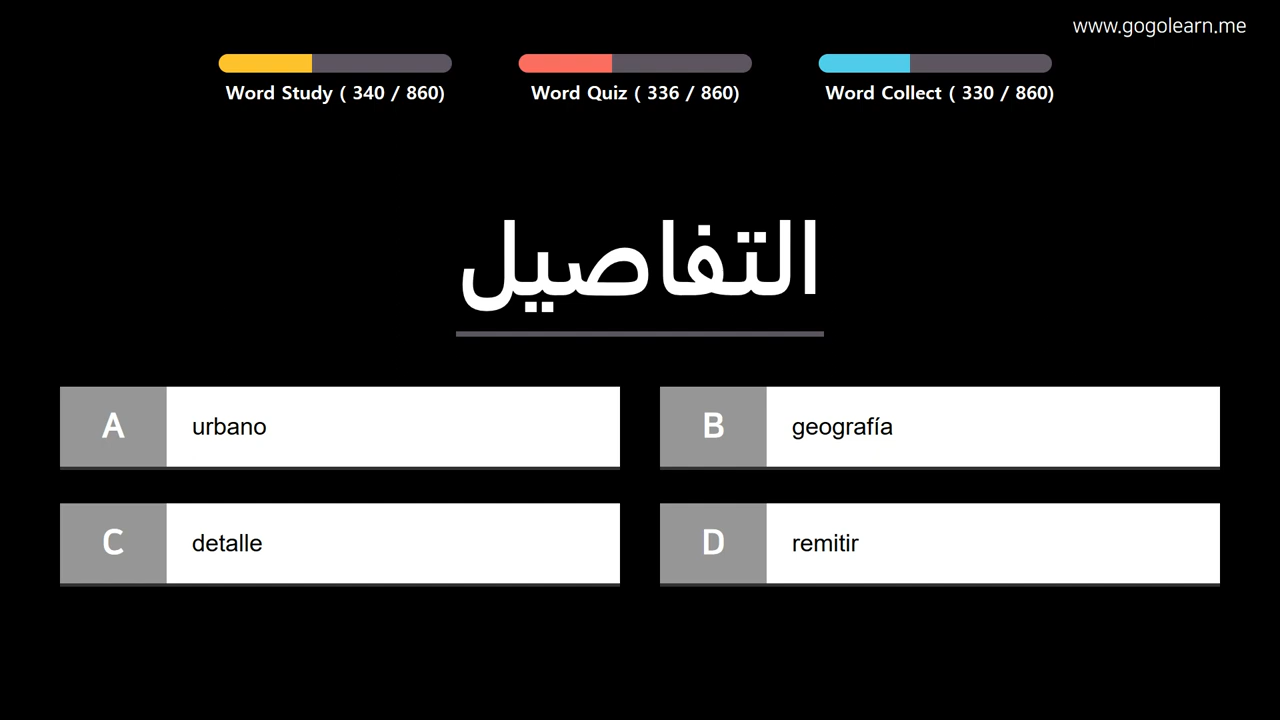 www.gogolearn.me
Word Study ( 340 / 860)
Word Quiz ( 336 / 860)
Word Collect ( 330 / 860)
التفاصيل
A urbano
B geografía
C detalle
D remitir